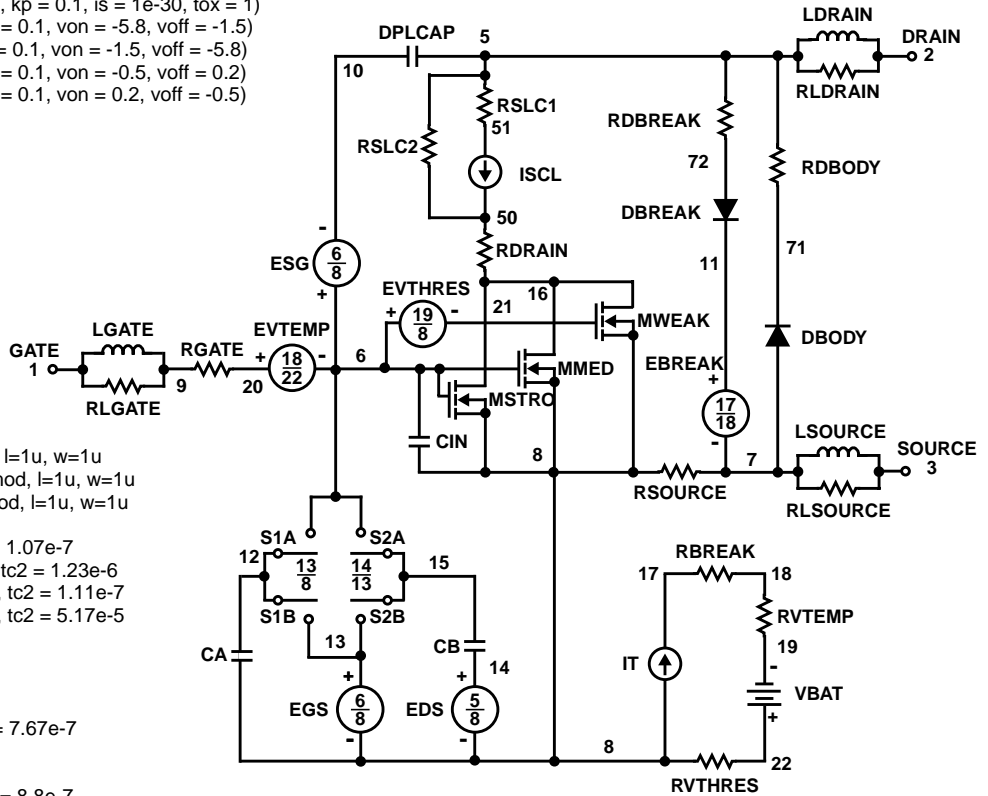 , kp = 0.1, is = 1e-30, tox = 1)
= 0.1, von = -5.8, voff = -1.5)
= 0.1, von = -1.5, voff = -5.8)
= 0.1, von = -0.5, voff = 0.2)
= 0.1, von = 0.2, voff = -0.5)
LDRAIN
DPLCAP
5
DRAIN
2
10
RLDRAIN
RSLC1
51
RDBREAK
RSLC2
72
RDBODY
ISCL
DBREAK
50
-
RDRAIN
71
ESG
6
8
11
+
EVTHRES
16
+
19
8
-
21
MWEAK
LGATE
EVTEMP
DBODY
GATE
1
RGATE
+
18
22
-
6
EBREAK
MMED
+
9
20
MSTRO
17
18
RLGATE
-
LSOURCE
CIN
8
7
SOURCE
3
l=1u, w=1u
nod, l=1u, w=1u
od, l=1u, w=1u
RSOURCE
RLSOURCE
S1A
S2A
1.07e-7
12
13
8
14
13
15
RBREAK
tc2 = 1.23e-6
17
18
, tc2 = 1.11e-7
S1B
S2B
RVTEMP
, tc2 = 5.17e-5
13
CB
19
CA
+
+
14
IT
-
EGS
6
8
EDS
5
8
VBAT
= 7.67e-7
+
-
-
8
22
RVTHRES
= 8.8e-7